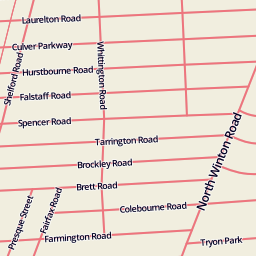 Laurelton Road
Culver Parkway
Whittington Road
Shelford Road
Hurstbourne Road
Falstaff Road
Spencer Road
North Winton Road
Tarrington Road
Brockley Road
Brett Road
Presque Street
Fairfax Road
Colebourne Road
Farmington Road
Tryon Park